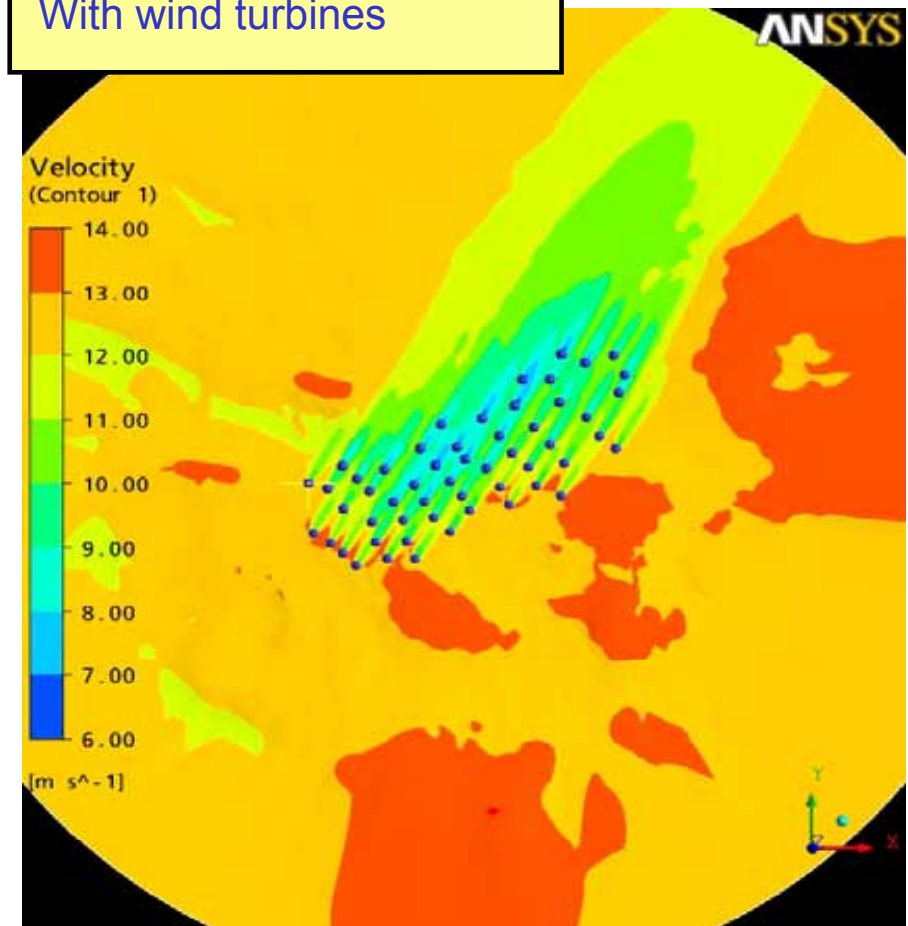 With wind turbines
ANSYS
Velocity
(Contour 1)
14.00
13.00
12.00
11.00
10.00
9.00
8.00
7.00
6.00
[m s^-1]
Y
Z
X